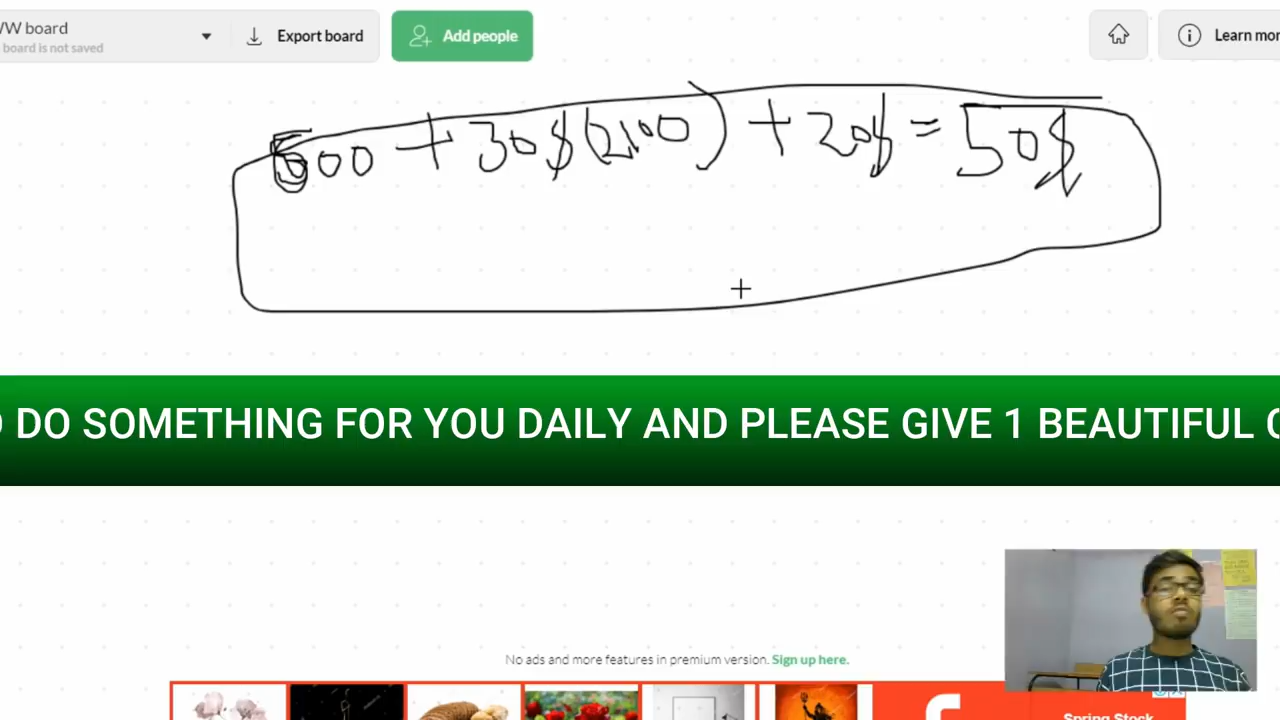 WW board
board is not saved
Export board
Add people
Learn mor
500 + 30$(2100) + 20$ = 50$
DO SOMETHING FOR YOU DAILY AND PLEASE GIVE 1 BEAUTIFUL
No ads and more features in premium version. Sign up here.
Spring Stock